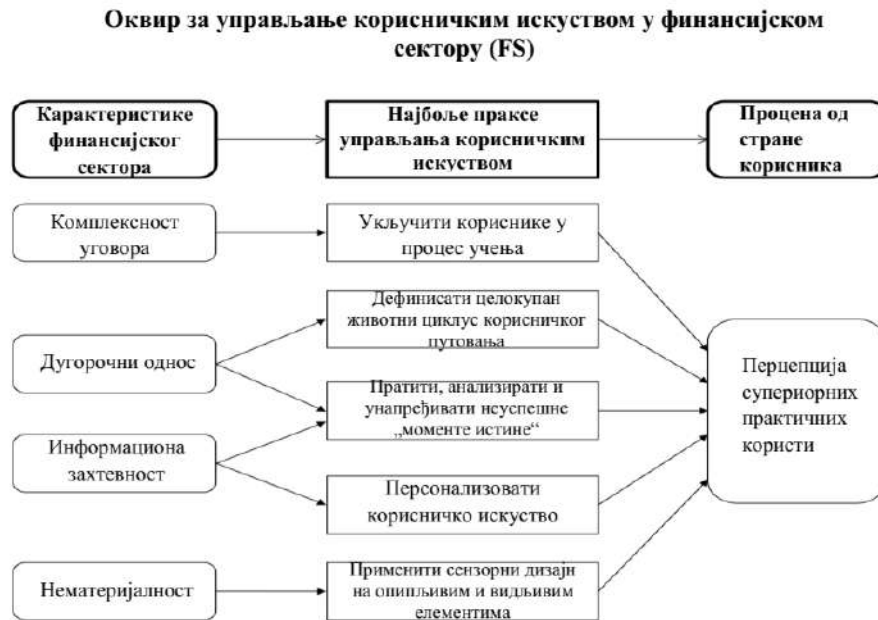 Оквир за управљање корисничким искуством у финансијском
сектору (FS)
Карактеристике
финансијског
сектора
Најбоље праксе
управљања корисничким
искуством
Процена од
стране
корисника
Комплексност
уговора
Укључити кориснике у
процес учења
Дугорочни однос
Дефинисати целокупан
животни циклус корисничког
путовања
Пратити, анализирати и
унапређивати неуспешне
„моменте истине“
Информациона
захтевност
Персонализовати
корисничко искуство
Нематеријалност
Применити сензорни дизајн
на опипљивим и видљивим
елементима
Перцепција
супериорних
практичних
користи